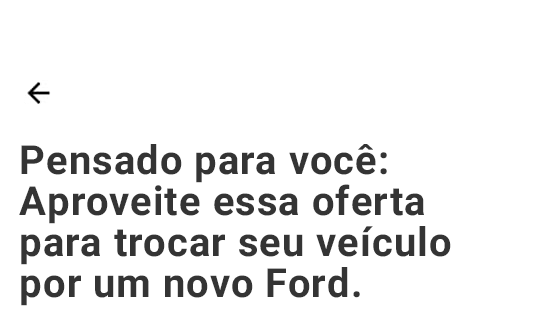 Pensado para você:
Aproveite essa oferta
para trocar seu veículo
por um novo Ford.